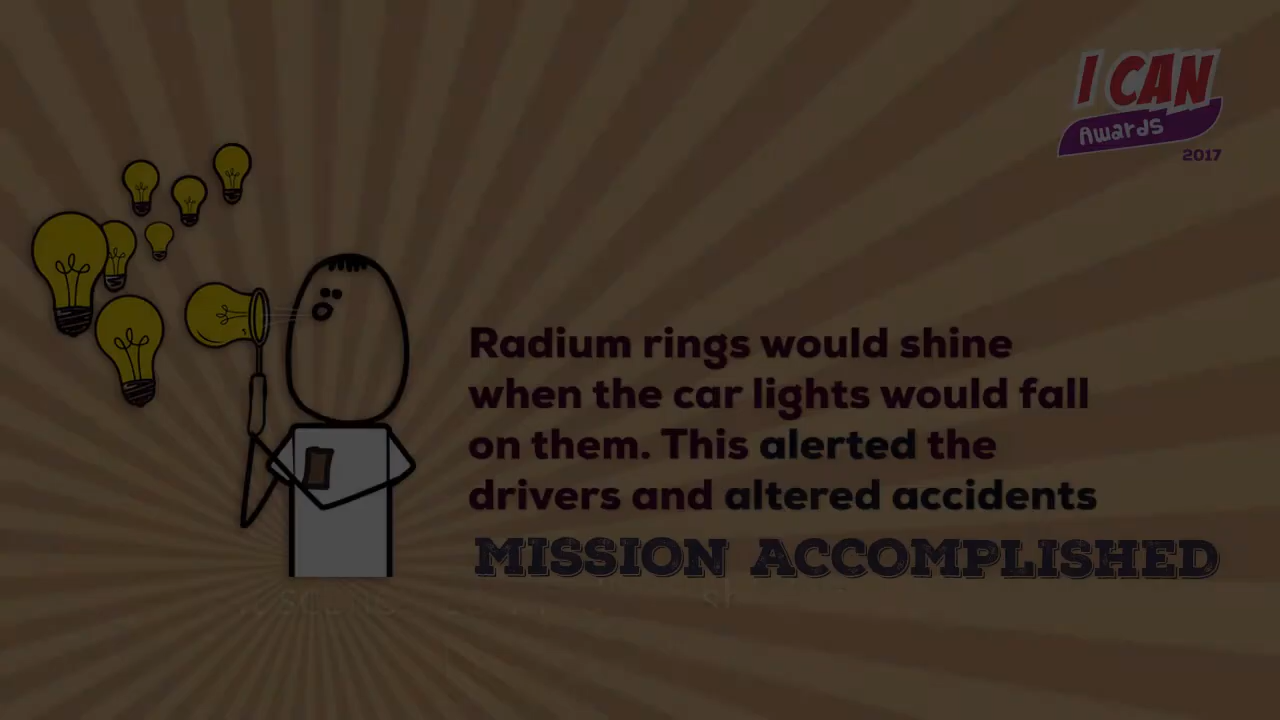 I CAN
Awards
2017
Radium rings would shine
when the car lights would fall
on them. This alerted the
drivers and altered accidents
MISSION ACCOMPLISHED